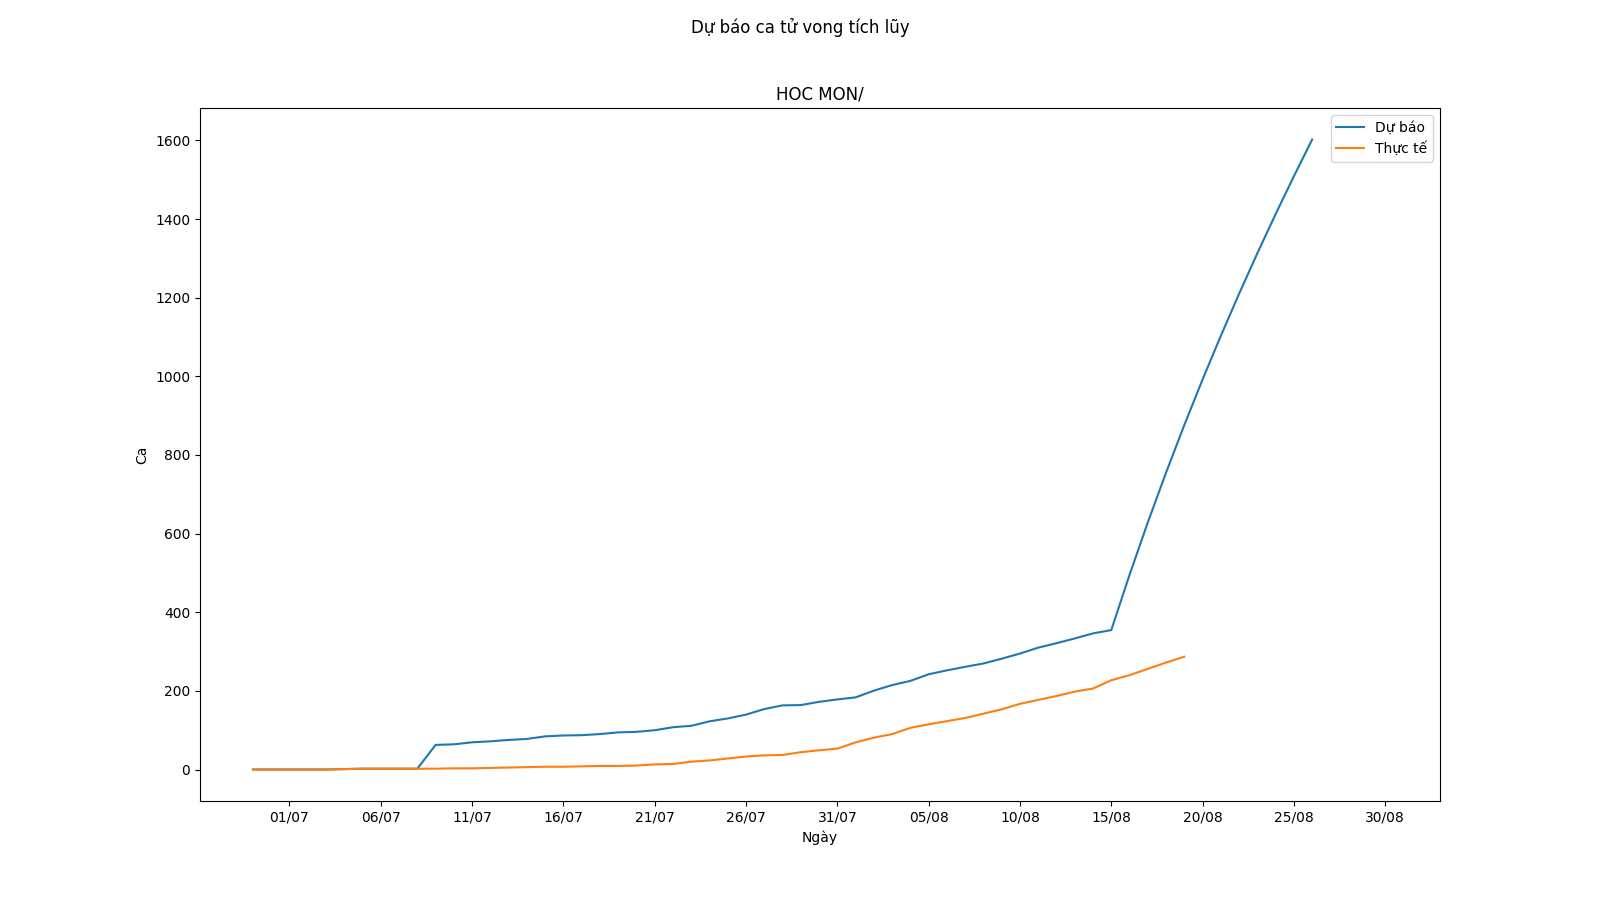 Dự báo ca tử vong tích lũy
HOC MON/
Dự báo
Thực tế
1600
1400
1200
1000
800
600
400
200
0
Ca
01/07 06/07 11/07 16/07 21/07 26/07 31/07 05/08 10/08 15/08 20/08 25/08 30/08
Ngày